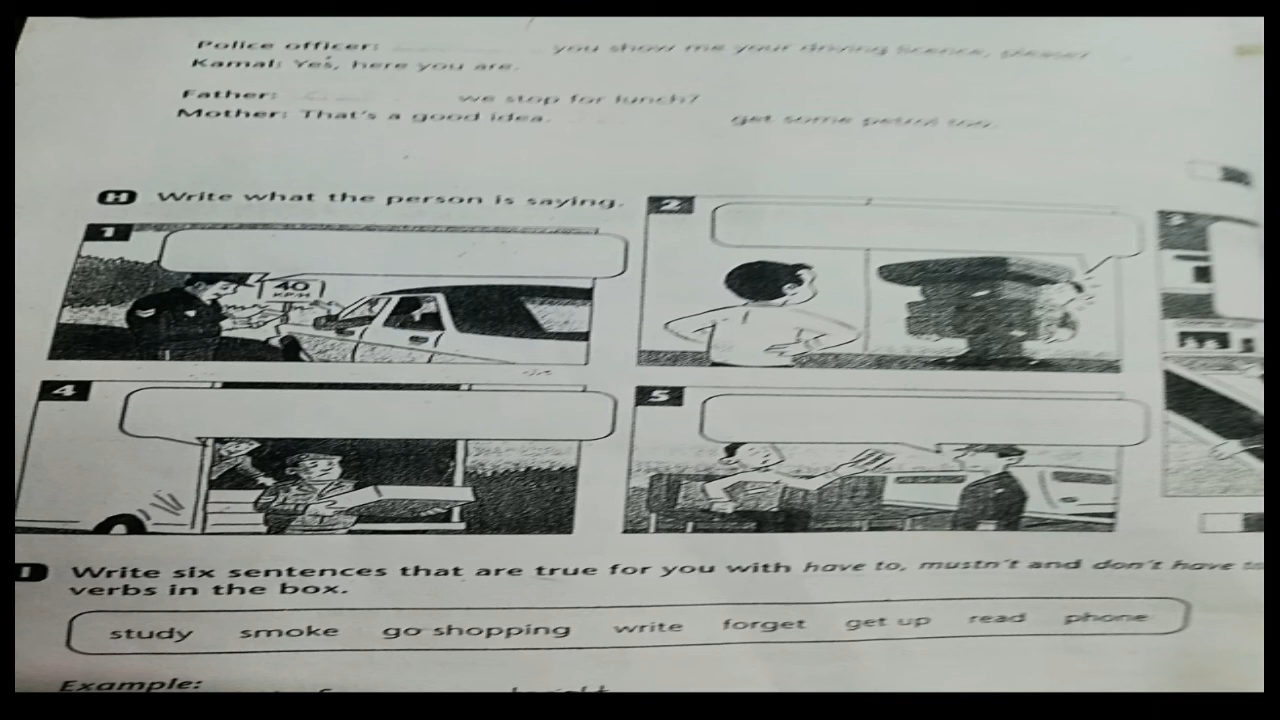 Police officer: you show me your driving licence, please?
Kamal: Yes, here you are.
Father: we stop for lunch?
Mother: That's a good idea. get some petrol too.
H Write what the person is saying.
1
2
3
40
KP/H
4
5
I Write six sentences that are true for you with have to, mustn't and don't have to
verbs in the box.
study smoke go shopping write forget get up read phone
Example: